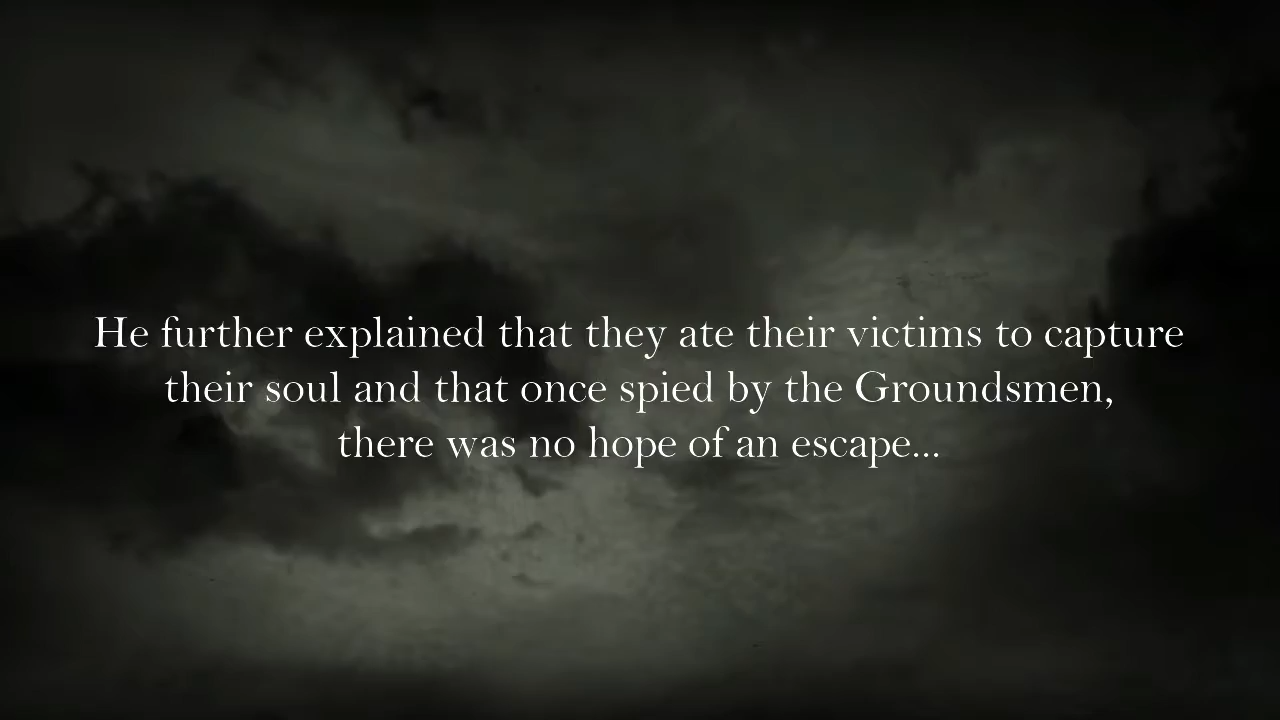 He further explained that they ate their victims to capture
their soul and that once spied by the Groundsmen,
there was no hope of an escape...